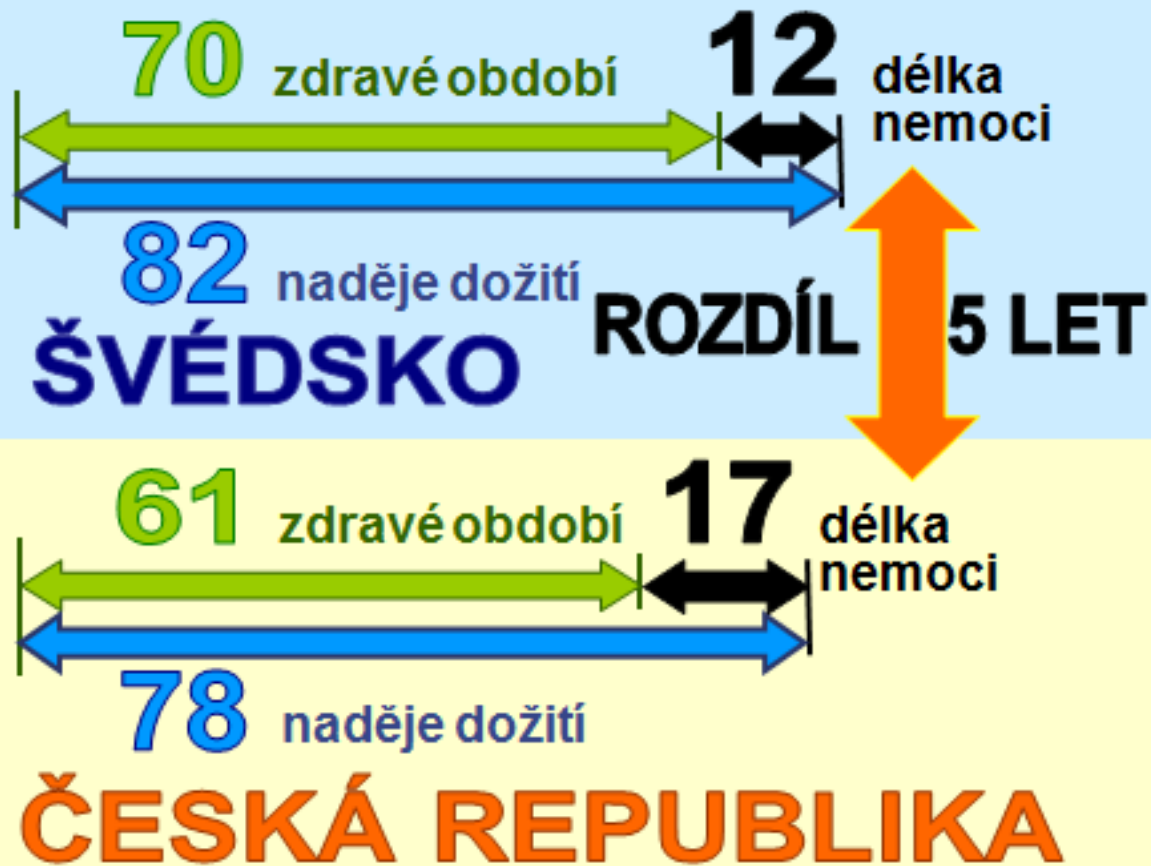 70 zdravé období
12 délka
nemoci
82 naděje dožití
ŠVÉDSKO
ROZDÍL 5 LET
61 zdravé období
17 délka
nemoci
78 naděje dožití
ČESKÁ REPUBLIKA